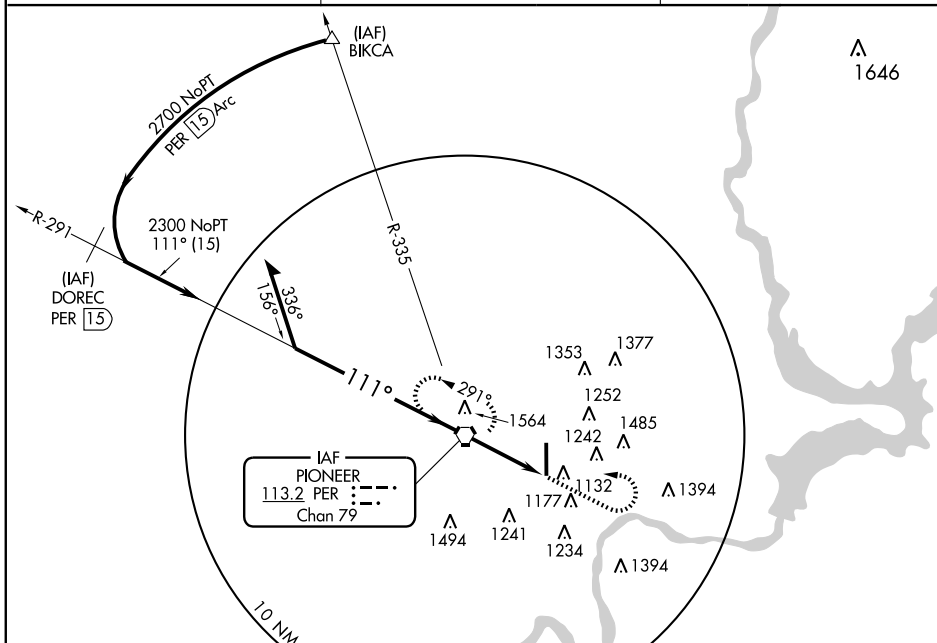 (IAF)
BIKCA
1646
2700 NoPT
PER 15 Arc
R-291
2300 NoPT
111° (15)
R-335
(IAF)
DOREC
PER 15
336°
156°
1353
1377
111°
291°
1252
1564
1485
1242
IAF
PIONEER
113.2 PER
Chan 79
1132
1394
1177
1494
1241
1234
1394
10 NM